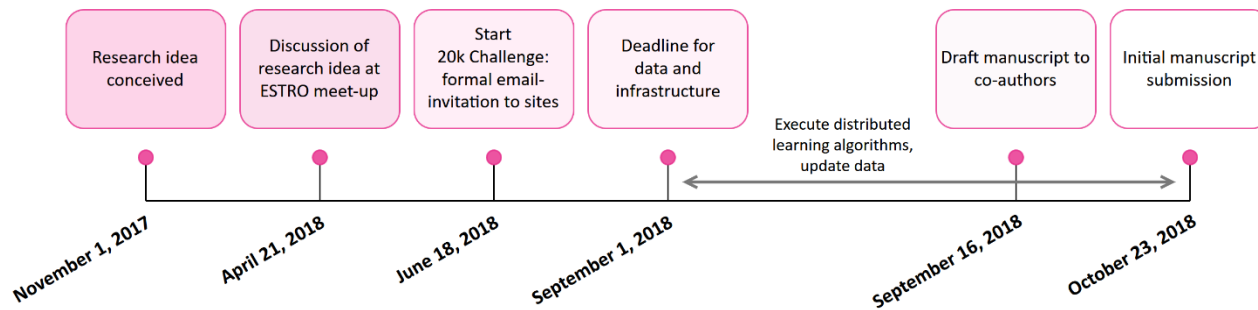 Research idea
conceived
Discussion of
research idea at
ESTRO meet-up
Start
20k Challenge:
formal email-
invitation to sites
Deadline for
data and
infrastructure
Draft manuscript to
co-authors
Initial manuscript
submission
Execute distributed
learning algorithms,
update data
November 1, 2017
April 21, 2018
June 18, 2018
September 1, 2018
September 16, 2018
October 23, 2018